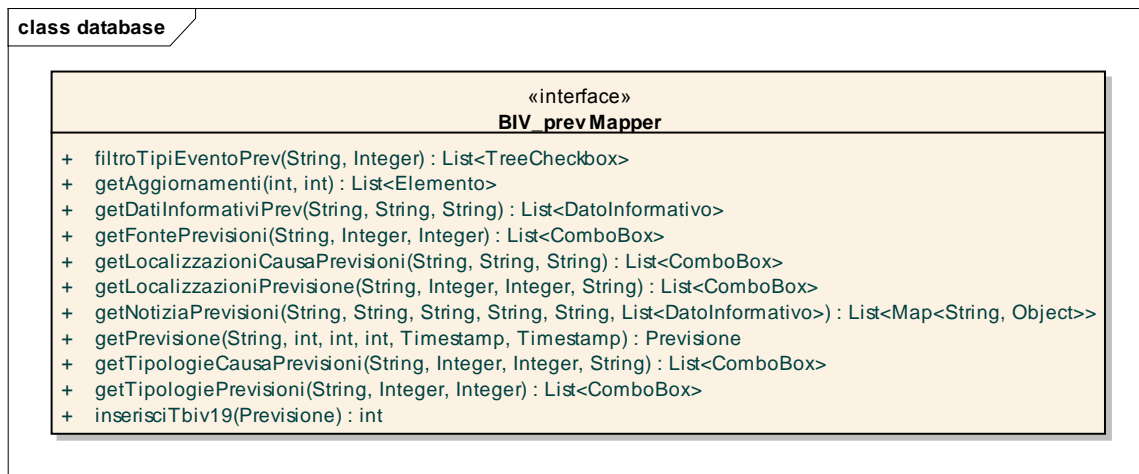 class database
«interface»
BIV_prevMapper
+ filtroTipiEventoPrev(String, Integer) : List<TreeCheckbox>
+ getAggiornamenti(int, int) : List<Elemento>
+ getDatiInformativiPrev(String, String, String) : List<DatoInformativo>
+ getFontePrevisioni(String, Integer, Integer) : List<ComboBox>
+ getLocalizzazioniCausaPrevisioni(String, String, String) : List<ComboBox>
+ getLocalizzazioniPrevisione(String, Integer, Integer, String) : List<ComboBox>
+ getNotiziaPrevisioni(String, String, String, String, String, List<DatoInformativo>) : List<Map<String, Object>>
+ getPrevisione(String, int, int, int, Timestamp, Timestamp) : Previsione
+ getTipologieCausaPrevisioni(String, Integer, Integer, String) : List<ComboBox>
+ getTipologiePrevisioni(String, Integer, Integer) : List<ComboBox>
+ inserisciTbiv19(Previsione) : int